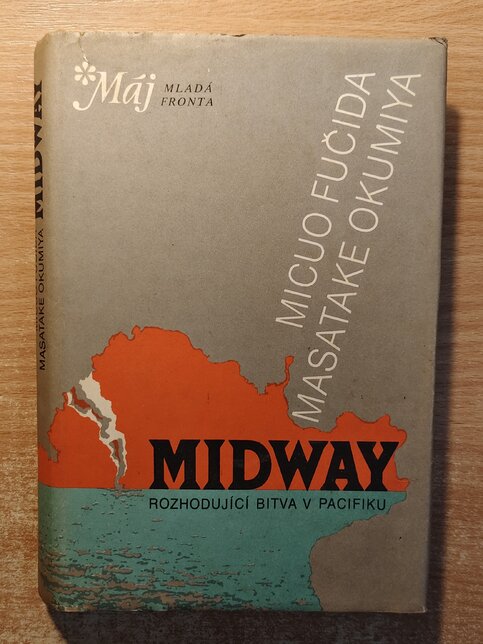 Máj MLADÁ
FRONTA
MICUO FUČIDA
MASATAKE OKUMIYA
MIDWAY
ROZHODUJÍCÍ BITVA V PACIFIKU
MASATAKE OKUMIYA MIDWAY